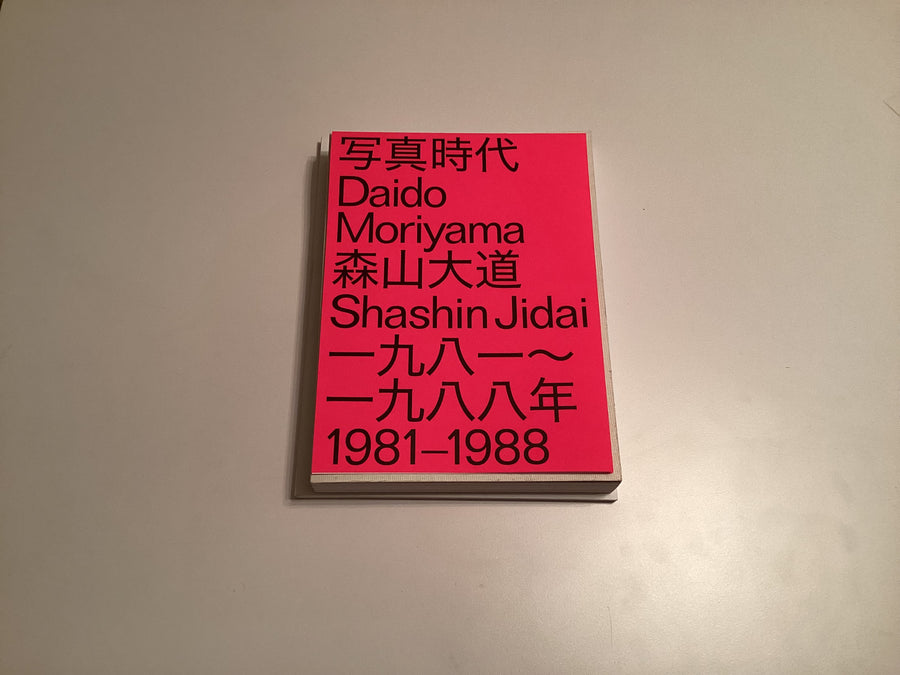 写真時代
Daido
Moriyama
森山大道
Shashin Jidai
一九八一〜
一九八八年
1981–1988